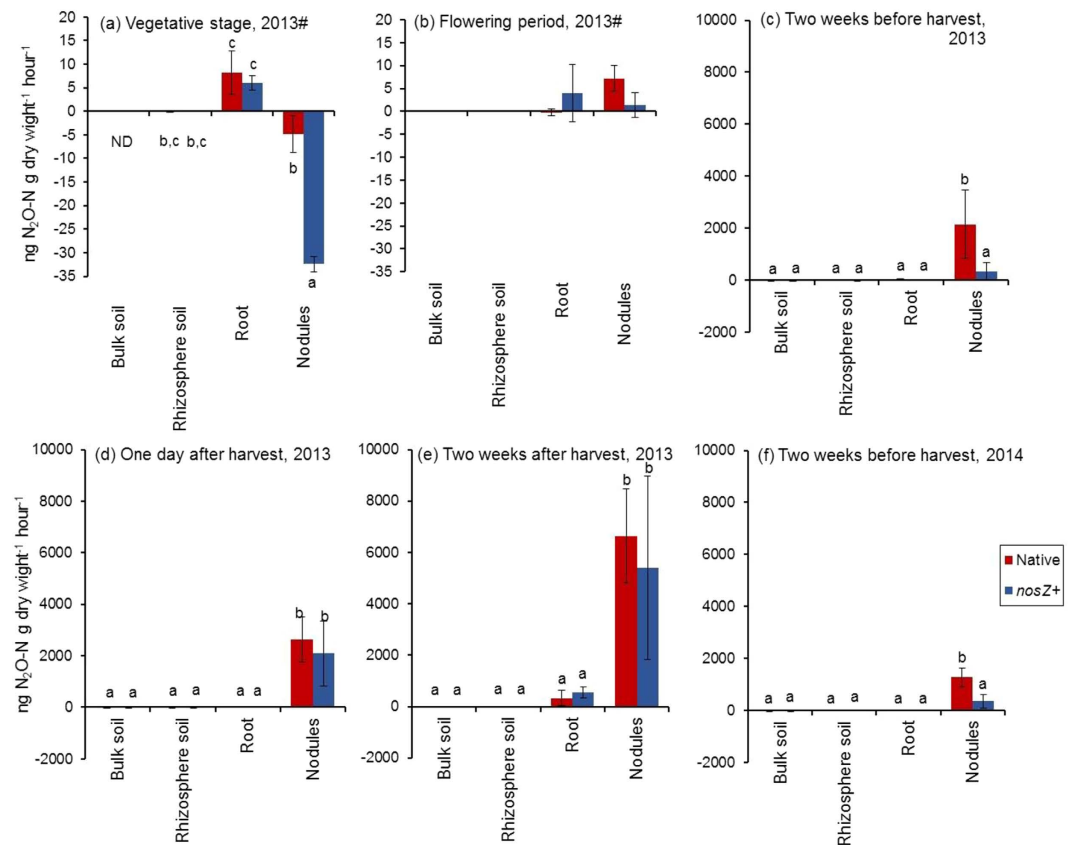 (a) Vegetative stage, 2013#
20
15
10
5
0
-5
-10
-15
-20
-25
-30
-35
ng N₂O-N g dry wight⁻¹ hour⁻¹
ND
b,c b,c
c
c
b
a
Bulk soil
Rhizosphere soil
Root
Nodules
(b) Flowering period, 2013#
20
15
10
5
0
-5
-10
-15
-20
-25
-30
-35
Bulk soil
Rhizosphere soil
Root
Nodules
(c) Two weeks before harvest,
2013
10000
8000
6000
4000
2000
0
-2000
a a a a a a b a
Bulk soil
Rhizosphere soil
Root
Nodules
(d) One day after harvest, 2013
10000
8000
6000
4000
2000
0
-2000
ng N₂O-N g dry wight⁻¹ hour⁻¹
a a a a a a b b
Bulk soil
Rhizosphere soil
Root
Nodules
(e) Two weeks after harvest, 2013
10000
8000
6000
4000
2000
0
-2000
a a a a a a b b
Bulk soil
Rhizosphere soil
Root
Nodules
(f) Two weeks before harvest, 2014
10000
8000
6000
4000
2000
0
-2000
a a a a a a b a
Bulk soil
Rhizosphere soil
Root
Nodules
Native
nosZ+